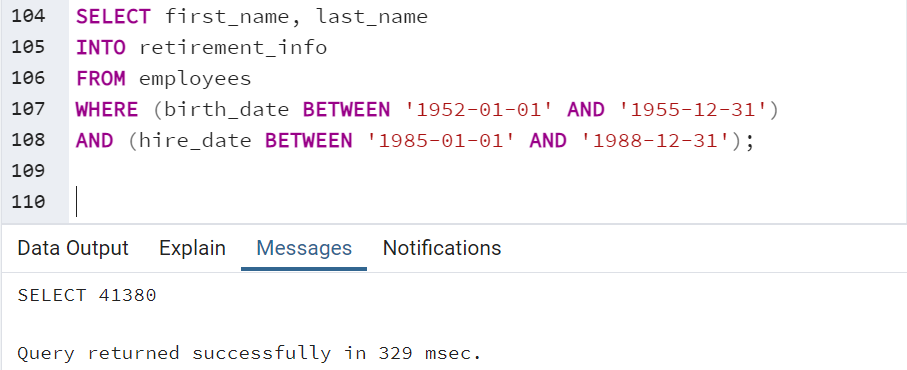 104 SELECT first_name, last_name
105 INTO retirement_info
106 FROM employees
107 WHERE (birth_date BETWEEN '1952-01-01' AND '1955-12-31')
108 AND (hire_date BETWEEN '1985-01-01' AND '1988-12-31');
109
110
Data Output Explain Messages Notifications
SELECT 41380
Query returned successfully in 329 msec.